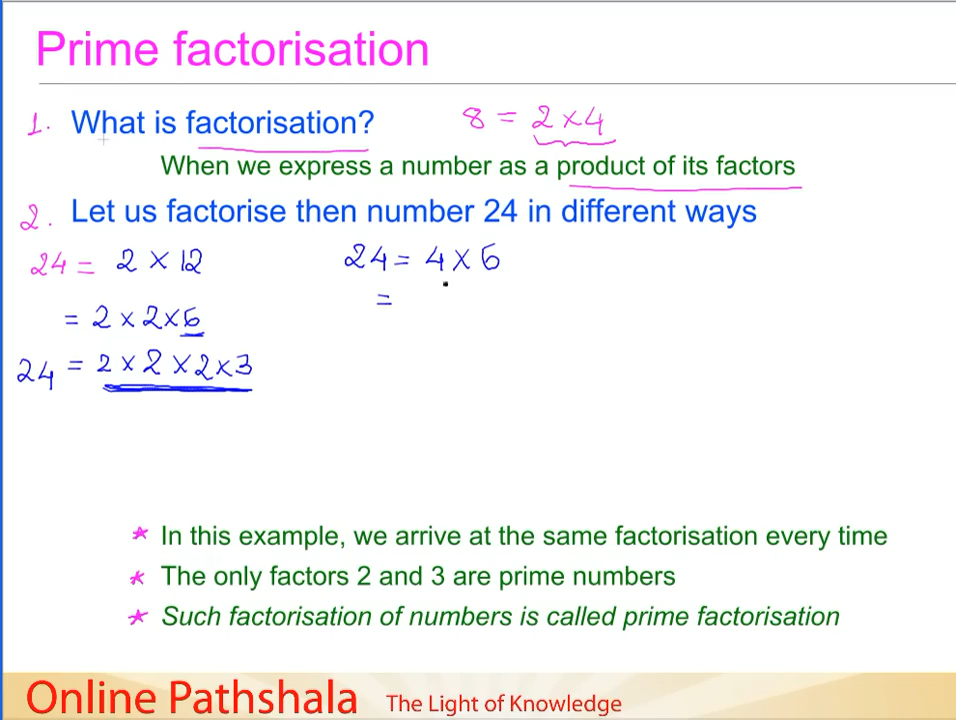 Prime factorisation
1. What is factorisation? 8 = 2 × 4
When we express a number as a product of its factors
2. Let us factorise then number 24 in different ways
24 = 2 × 12
= 2 × 2 × 6
24 = 2 × 2 × 2 × 3
24 = 4 × 6
=
* In this example, we arrive at the same factorisation every time
* The only factors 2 and 3 are prime numbers
* Such factorisation of numbers is called prime factorisation
Online Pathshala The Light of Knowledge